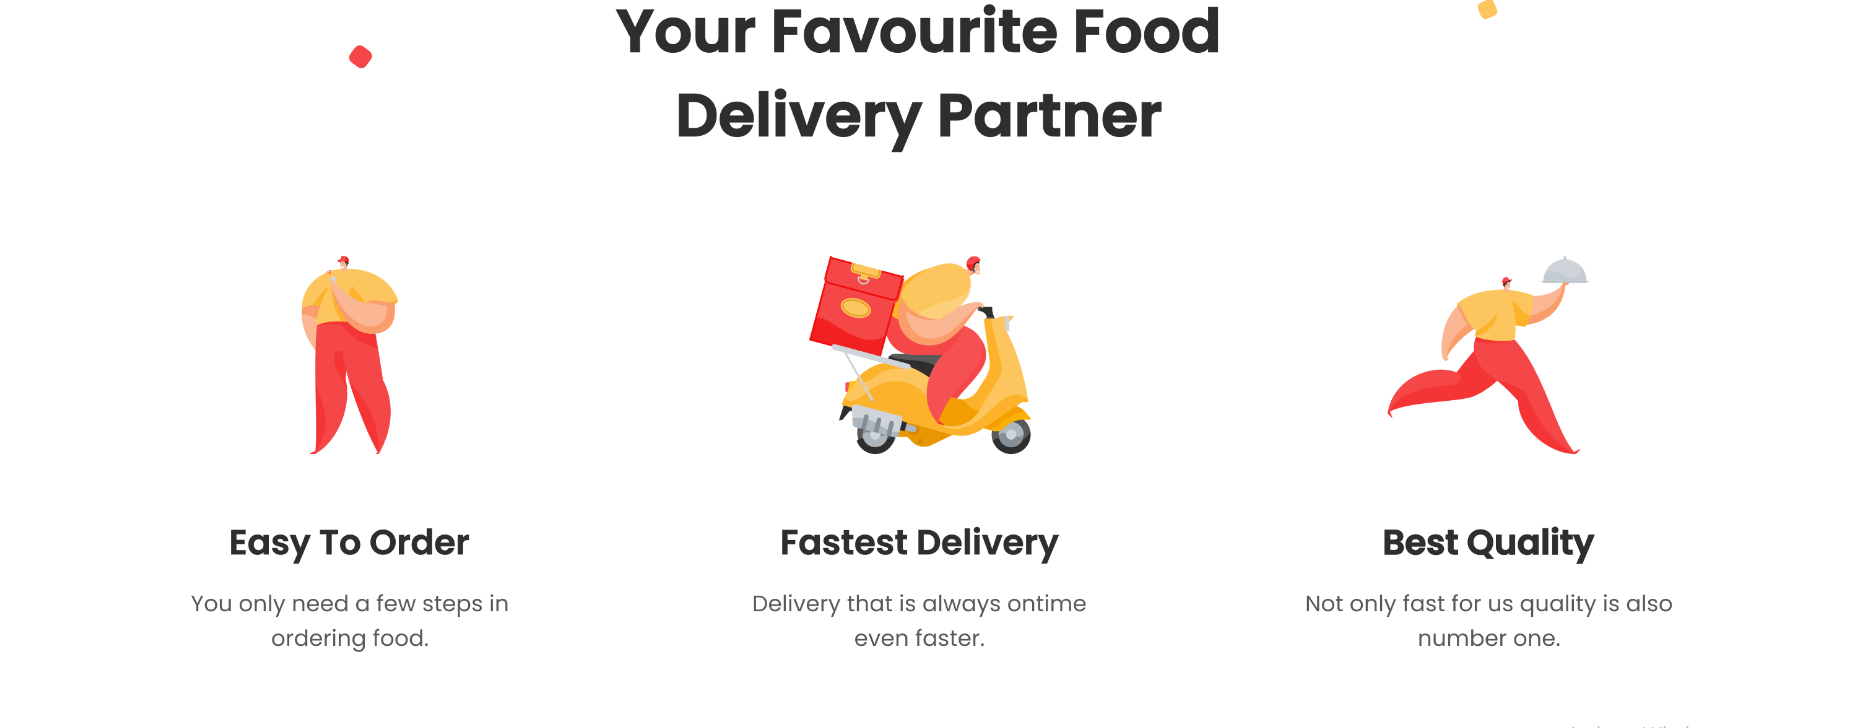 Your Favourite Food
Delivery Partner
Easy To Order
Fastest Delivery
Best Quality
You only need a few steps in
ordering food.
Delivery that is always ontime
even faster.
Not only fast for us quality is also
number one.